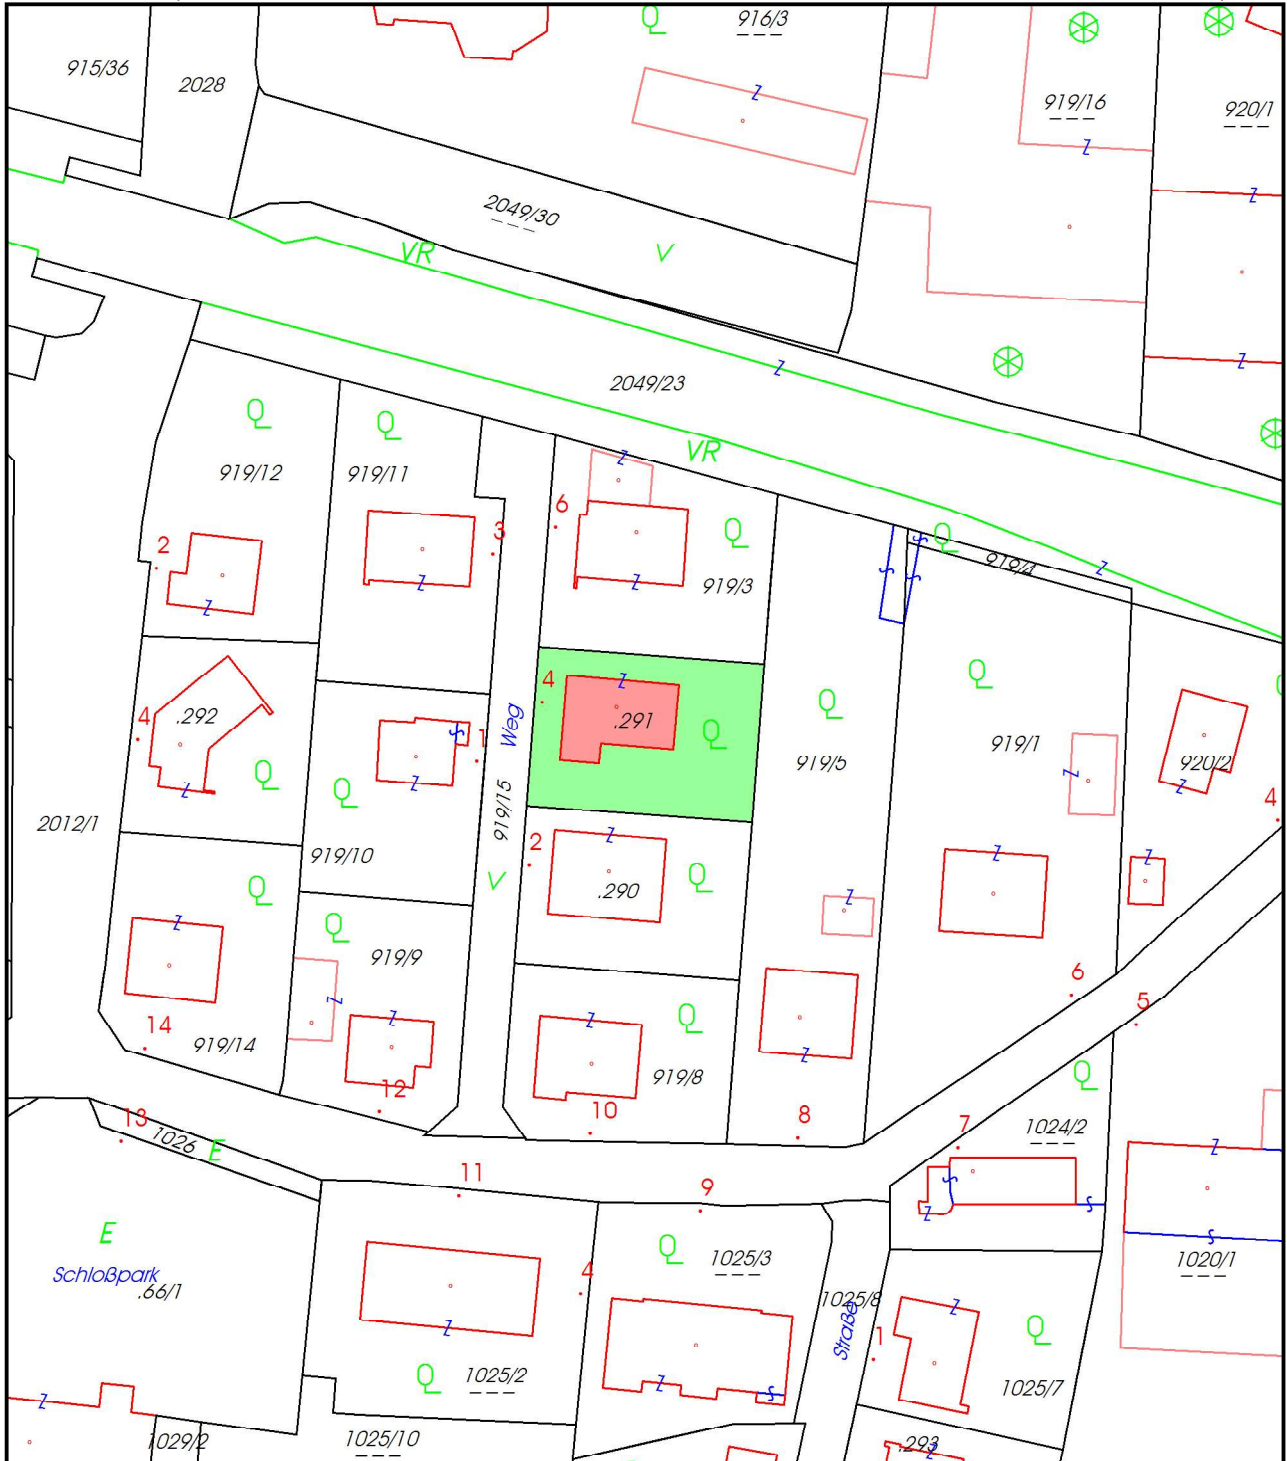 916/3
915/36
2028
919/16
920/1
Z
Z
Z
2049/30
VR
V
Z
2049/23
Z
VR
919/12
919/11
Z
6
3
2
919/3
919/4
Z
Z
Z
Z
4
Z
.292
4
.291
Weg
1
919/1
919/5
920/2
Z
Z
Z
Z
4
919/15
2012/1
919/10
2
Z
.290
Z
Z
V
Z
Z
919/9
6
5
Z
Z
Z
14
919/14
919/8
Z
12
10
8
7
13
1026
E
1024/2
Z
11
9
Z
E
Schloßpark
.66/1
1025/3
1020/1
4
1025/8
Straße
Z
Z
1
1025/2
Z
1025/7
Z
1029/2
1025/10
.293
Z